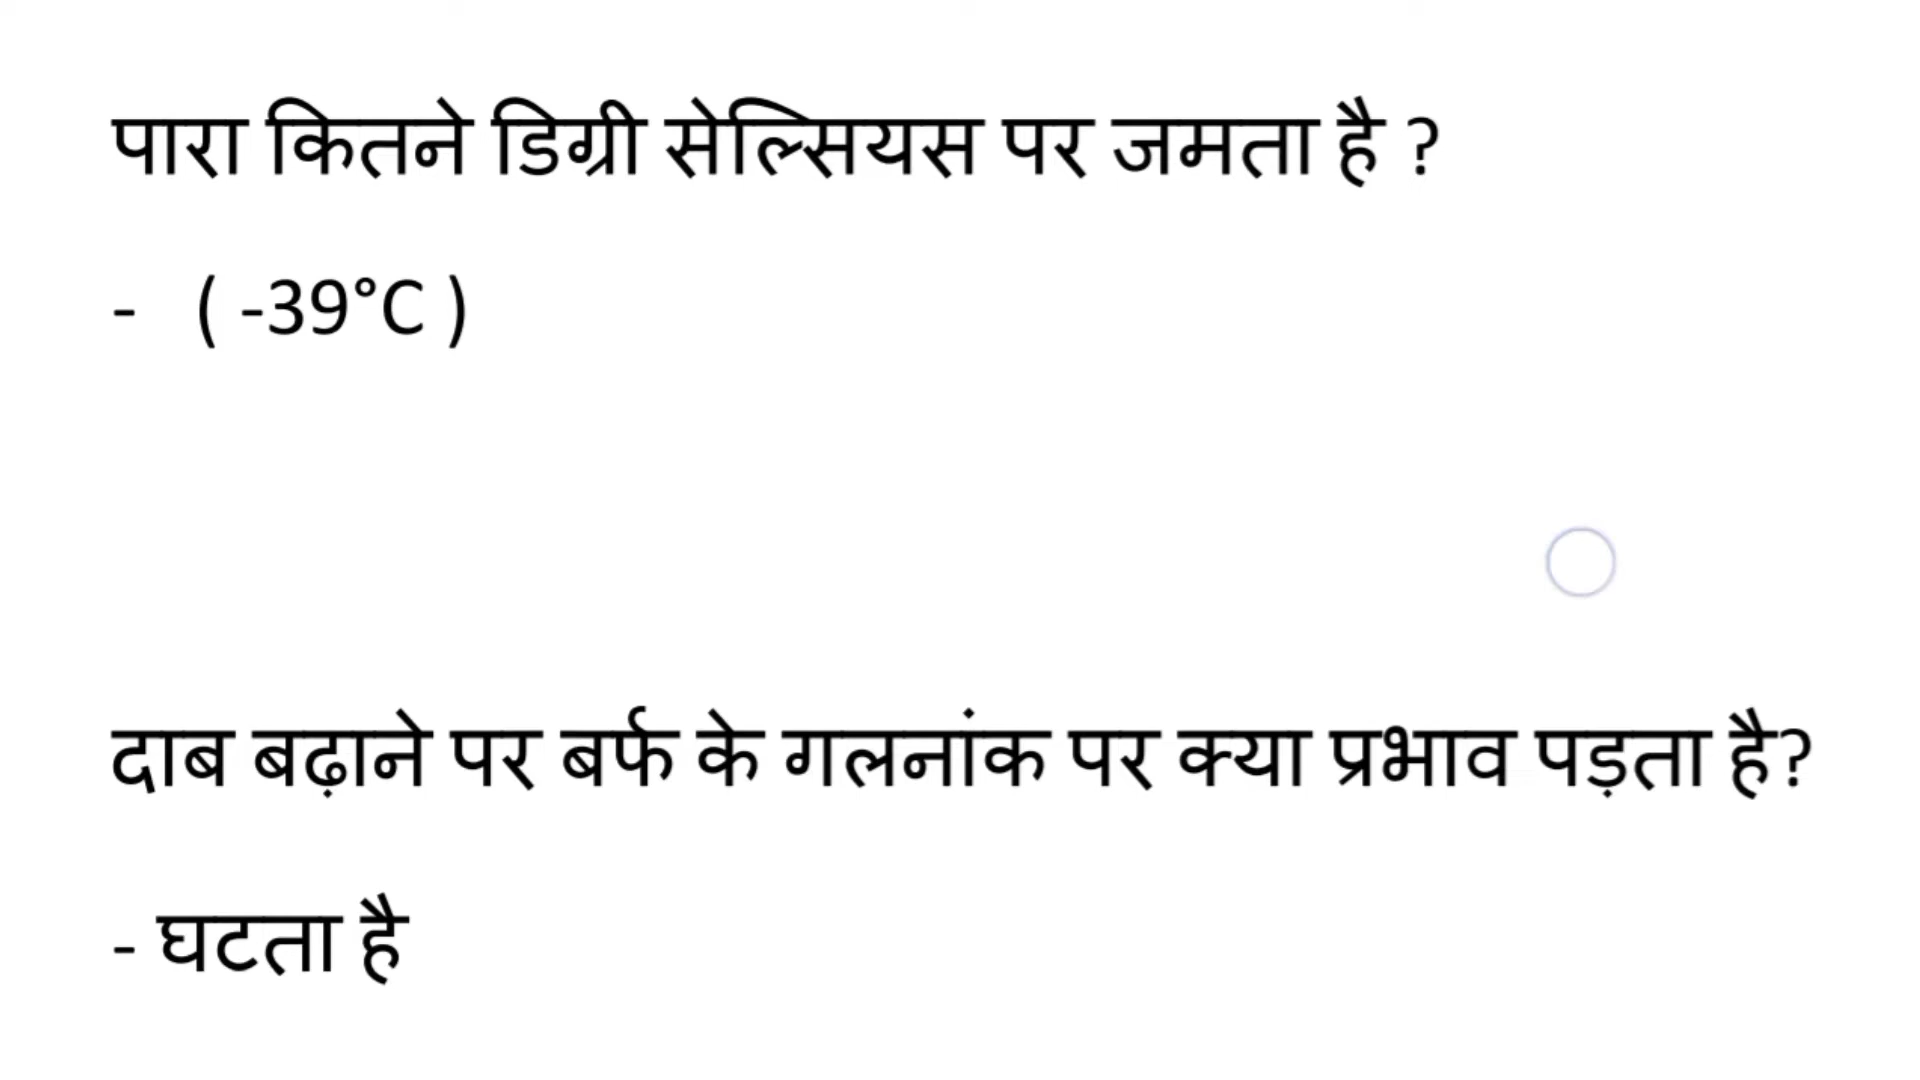 पारा कितने डिग्री सेल्सियस पर जमता है ?
- ( -39°C )
दाब बढ़ाने पर बर्फ के गलनांक पर क्या प्रभाव पड़ता है?
- घटता है